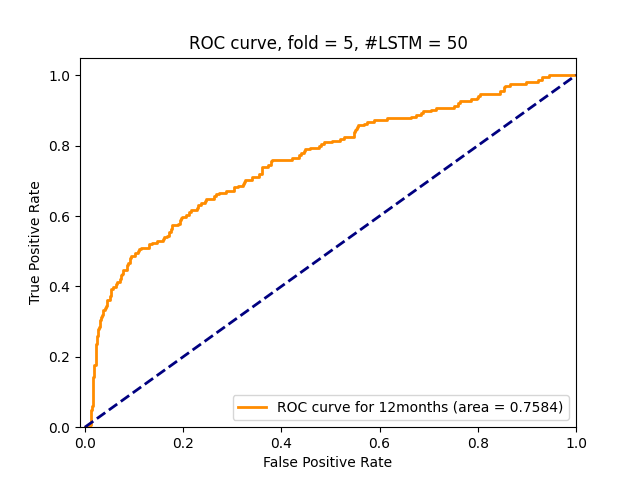 ROC curve, fold = 5, #LSTM = 50
True Positive Rate
1.0
0.8
0.6
0.4
0.2
0.0
ROC curve for 12months (area = 0.7584)
0.0 0.2 0.4 0.6 0.8 1.0
False Positive Rate